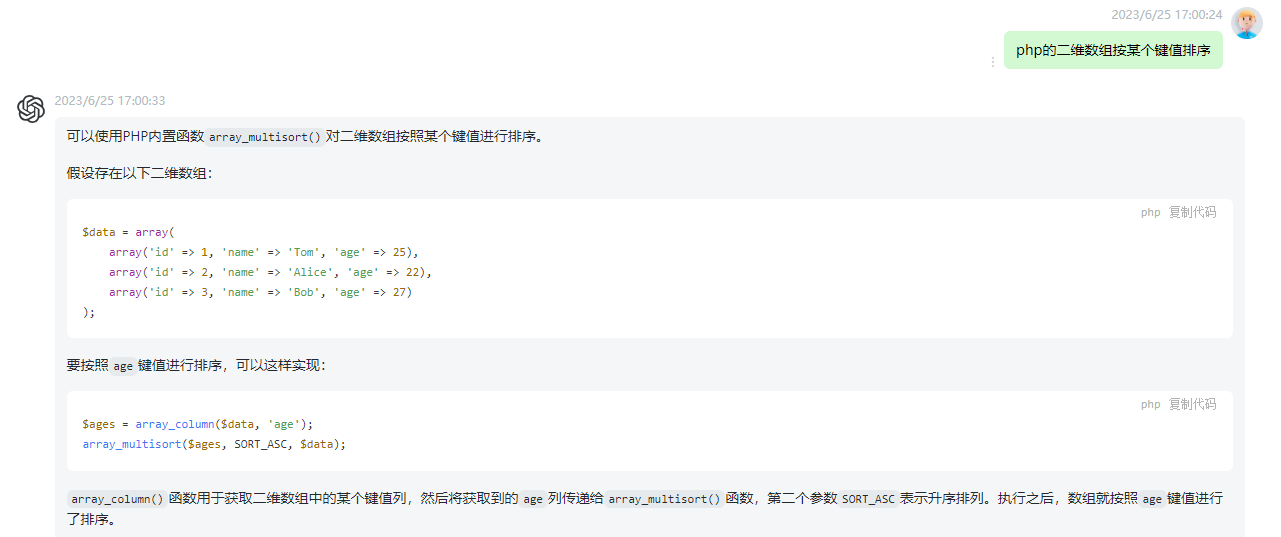 2023/6/25 17:00:24
php的二维数组按某个键值排序
2023/6/25 17:00:33
可以使用PHP内置函数 array_multisort() 对二维数组按照某个键值进行排序。
假设存在以下二维数组：
php 复制代码
$data = array(
    array('id' => 1, 'name' => 'Tom', 'age' => 25),
    array('id' => 2, 'name' => 'Alice', 'age' => 22),
    array('id' => 3, 'name' => 'Bob', 'age' => 27)
);
要按照 age 键值进行排序，可以这样实现：
php 复制代码
$ages = array_column($data, 'age');
array_multisort($ages, SORT_ASC, $data);
array_column() 函数用于获取二维数组中的某个键值列，然后将获取到的 age 列传递给 array_multisort() 函数，第二个参数 SORT_ASC 表示升序排列。执行之后，数组就按照 age 键值进行
了排序。